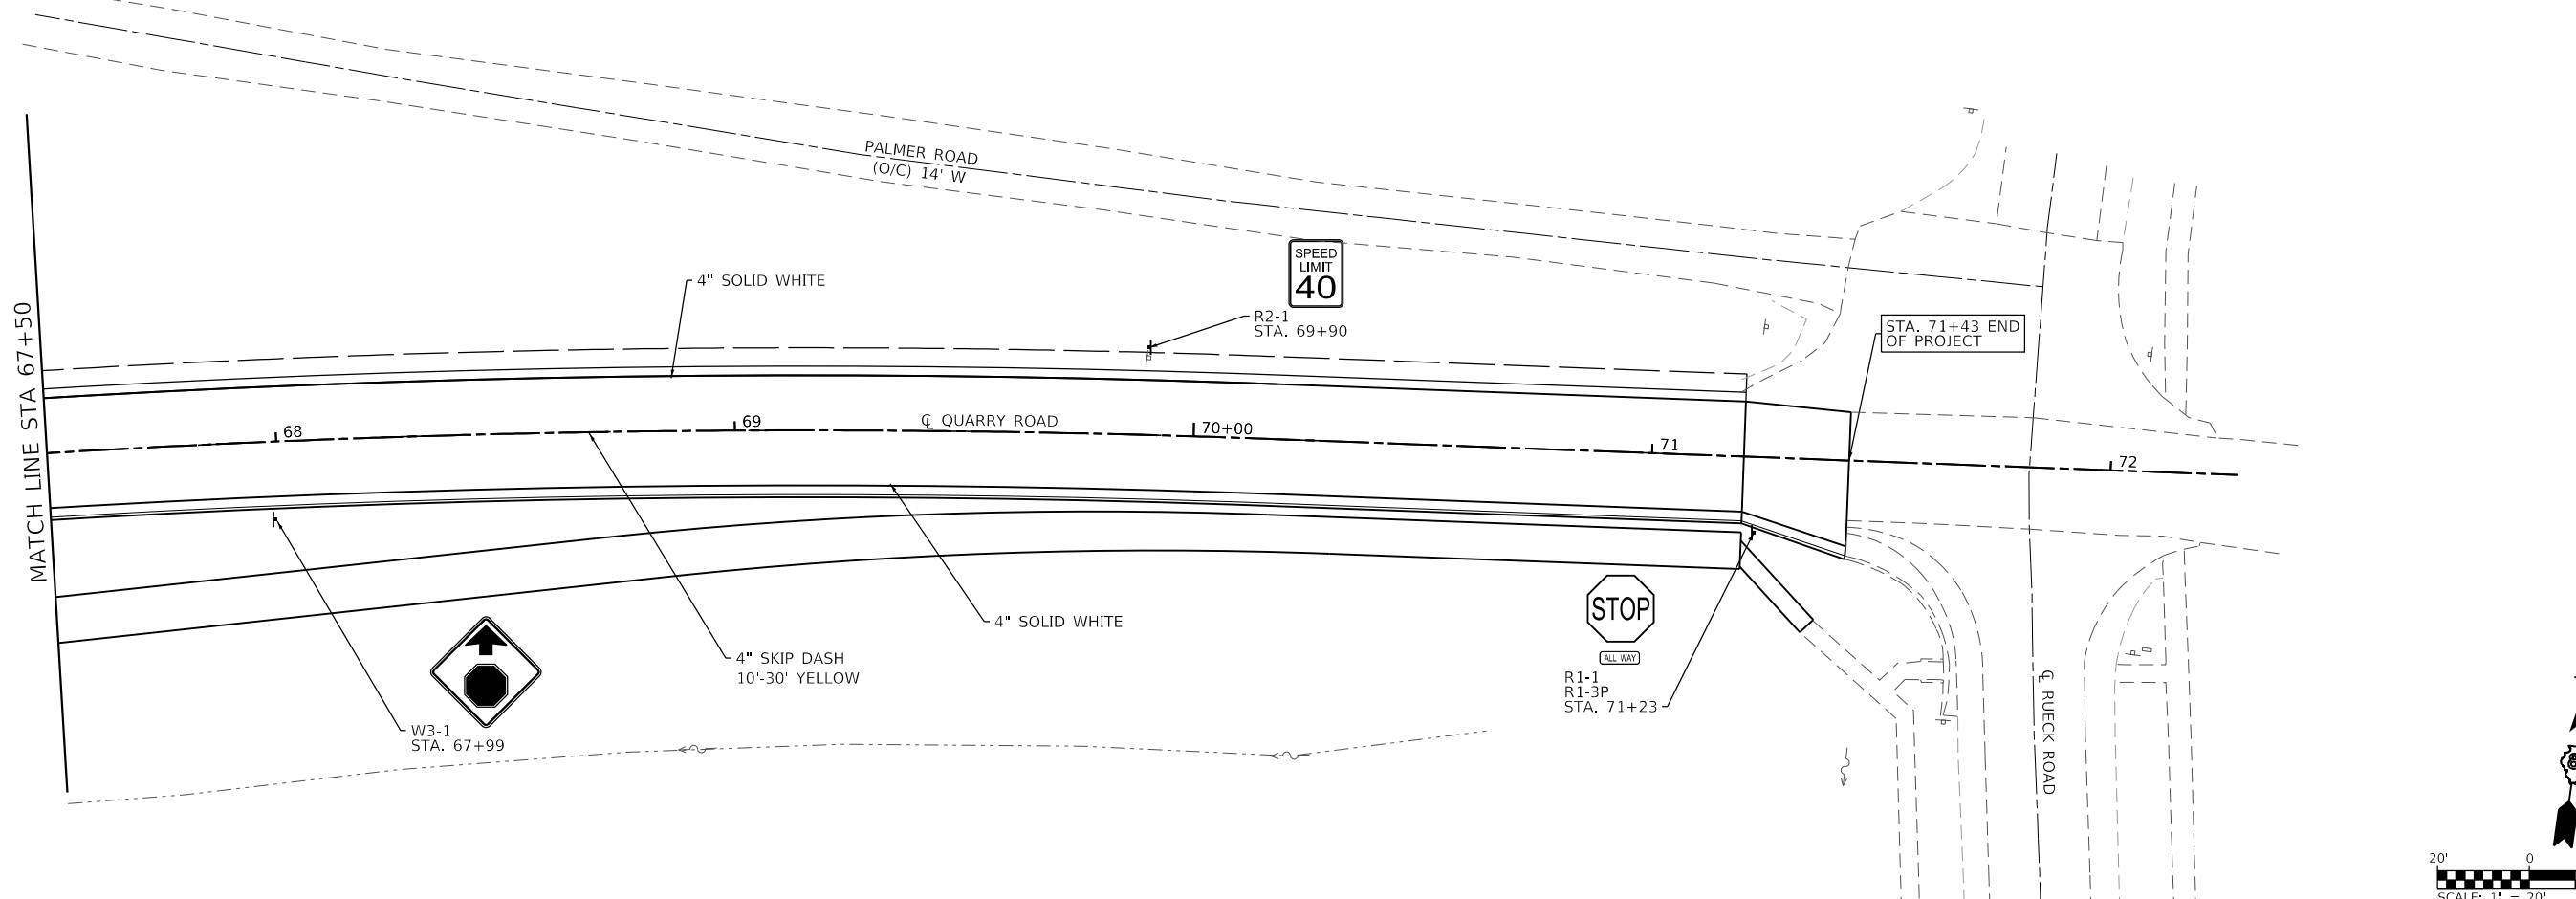 PALMER ROAD
(O/C) 14' W
SPEED
LIMIT
40
4" SOLID WHITE
R2-1
STA. 69+90
STA. 71+43 END
OF PROJECT
MATCH LINE STA 67+50
68
69
℄ QUARRY ROAD
70+00
71
72
STOP
ALL WAY
4" SOLID WHITE
4" SKIP DASH
10'-30' YELLOW
R1-1
R1-3P
STA. 71+23
W3-1
STA. 67+99
℄ RUECK ROAD
20'
0
SCALE: 1" = 20'